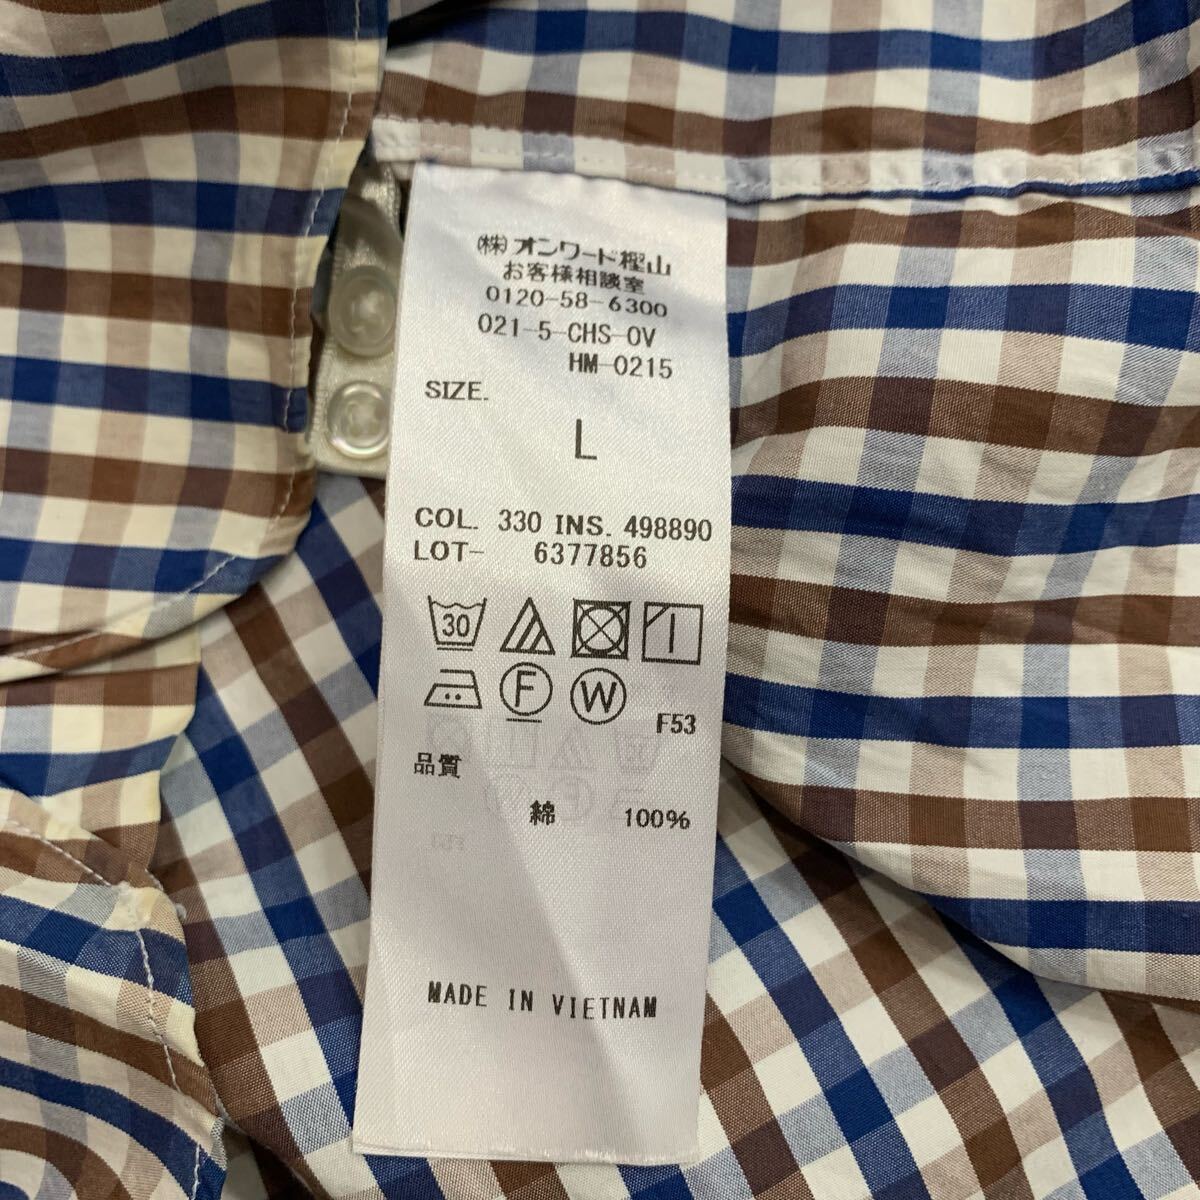 ㈱オンワード樫山
お客様相談室
0120-58-6300
021-5-CHS-OV
HM-0215
SIZE.
L
COL. 330 INS. 498890
LOT- 6377856
30
F W
F53
品質
綿 100%
MADE IN VIETNAM